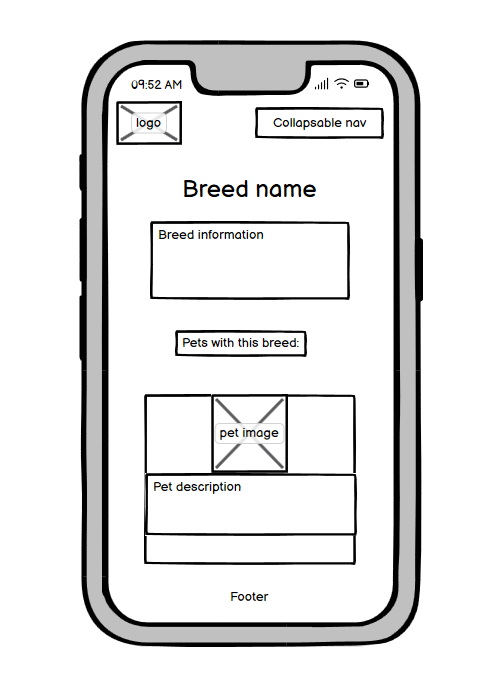 09:52 AM
logo
Collapsable nav
Breed name
Breed information
Pets with this breed:
pet image
Pet description
Footer